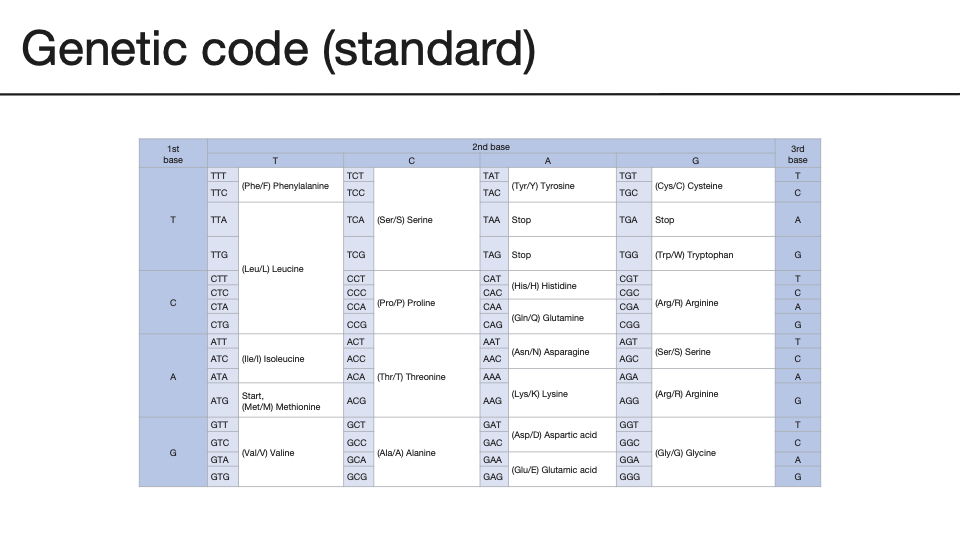 Genetic code (standard)
1st base 2nd base 3rd base
T C A G
T TTT (Phe/F) Phenylalanine TCT (Ser/S) Serine TAT (Tyr/Y) Tyrosine TGT (Cys/C) Cysteine T
TTC TCC TAC TGC C
TTA (Leu/L) Leucine TCA TAA Stop TGA Stop A
TTG TCG TAG Stop TGG (Trp/W) Tryptophan G
C CTT CCT (Pro/P) Proline CAT (His/H) Histidine CGT (Arg/R) Arginine T
CTC CCC CAC CGC C
CTA CCA CAA (Gln/Q) Glutamine CGA A
CTG CCG CAG CGG G
A ATT (Ile/I) Isoleucine ACT (Thr/T) Threonine AAT (Asn/N) Asparagine AGT (Ser/S) Serine T
ATC ACC AAC AGC C
ATA ACA AAA (Lys/K) Lysine AGA (Arg/R) Arginine A
ATG Start, (Met/M) Methionine ACG AAG AGG G
G GTT (Val/V) Valine GCT (Ala/A) Alanine GAT (Asp/D) Aspartic acid GGT (Gly/G) Glycine T
GTC GCC GAC GGC C
GTA GCA GAA (Glu/E) Glutamic acid GGA A
GTG GCG GAG GGG G